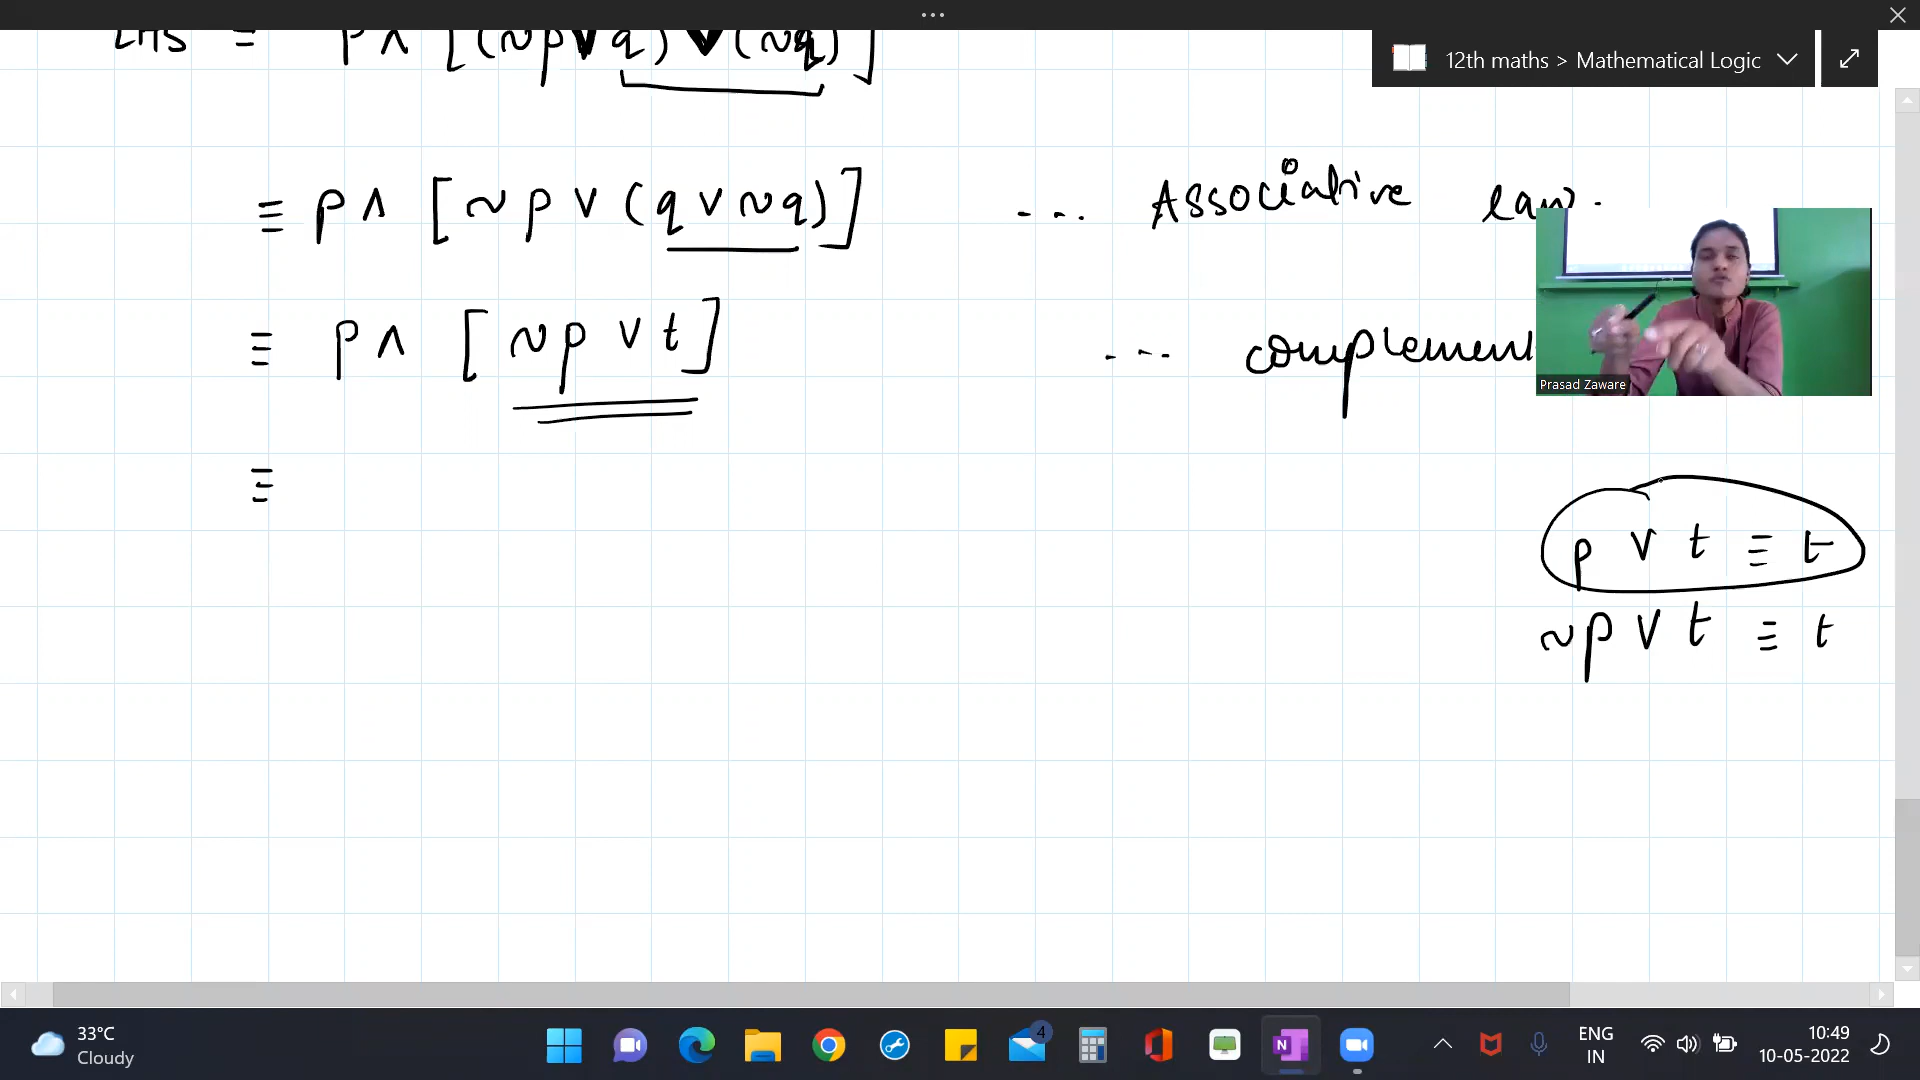 LHS ≡ p ∧ [(~p ∨ q) ∨ (~q)]
12th maths > Mathematical Logic
≡ p ∧ [~p ∨ (q ∨ ~q)] ... Associative law.
≡ p ∧ [~p ∨ t] ... complement
Prasad Zaware
≡
p ∨ t ≡ t
~p ∨ t ≡ t
33°C
Cloudy
4
N
ENG
IN
10:49
10-05-2022